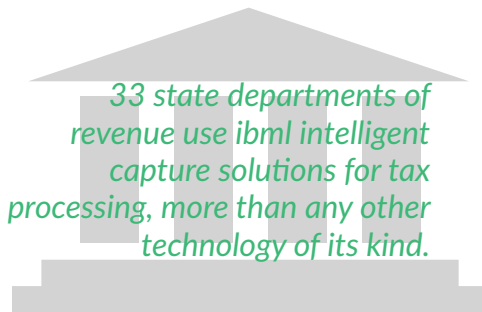 33 state departments of
revenue use ibml intelligent
capture solutions for tax
processing, more than any other
technology of its kind.